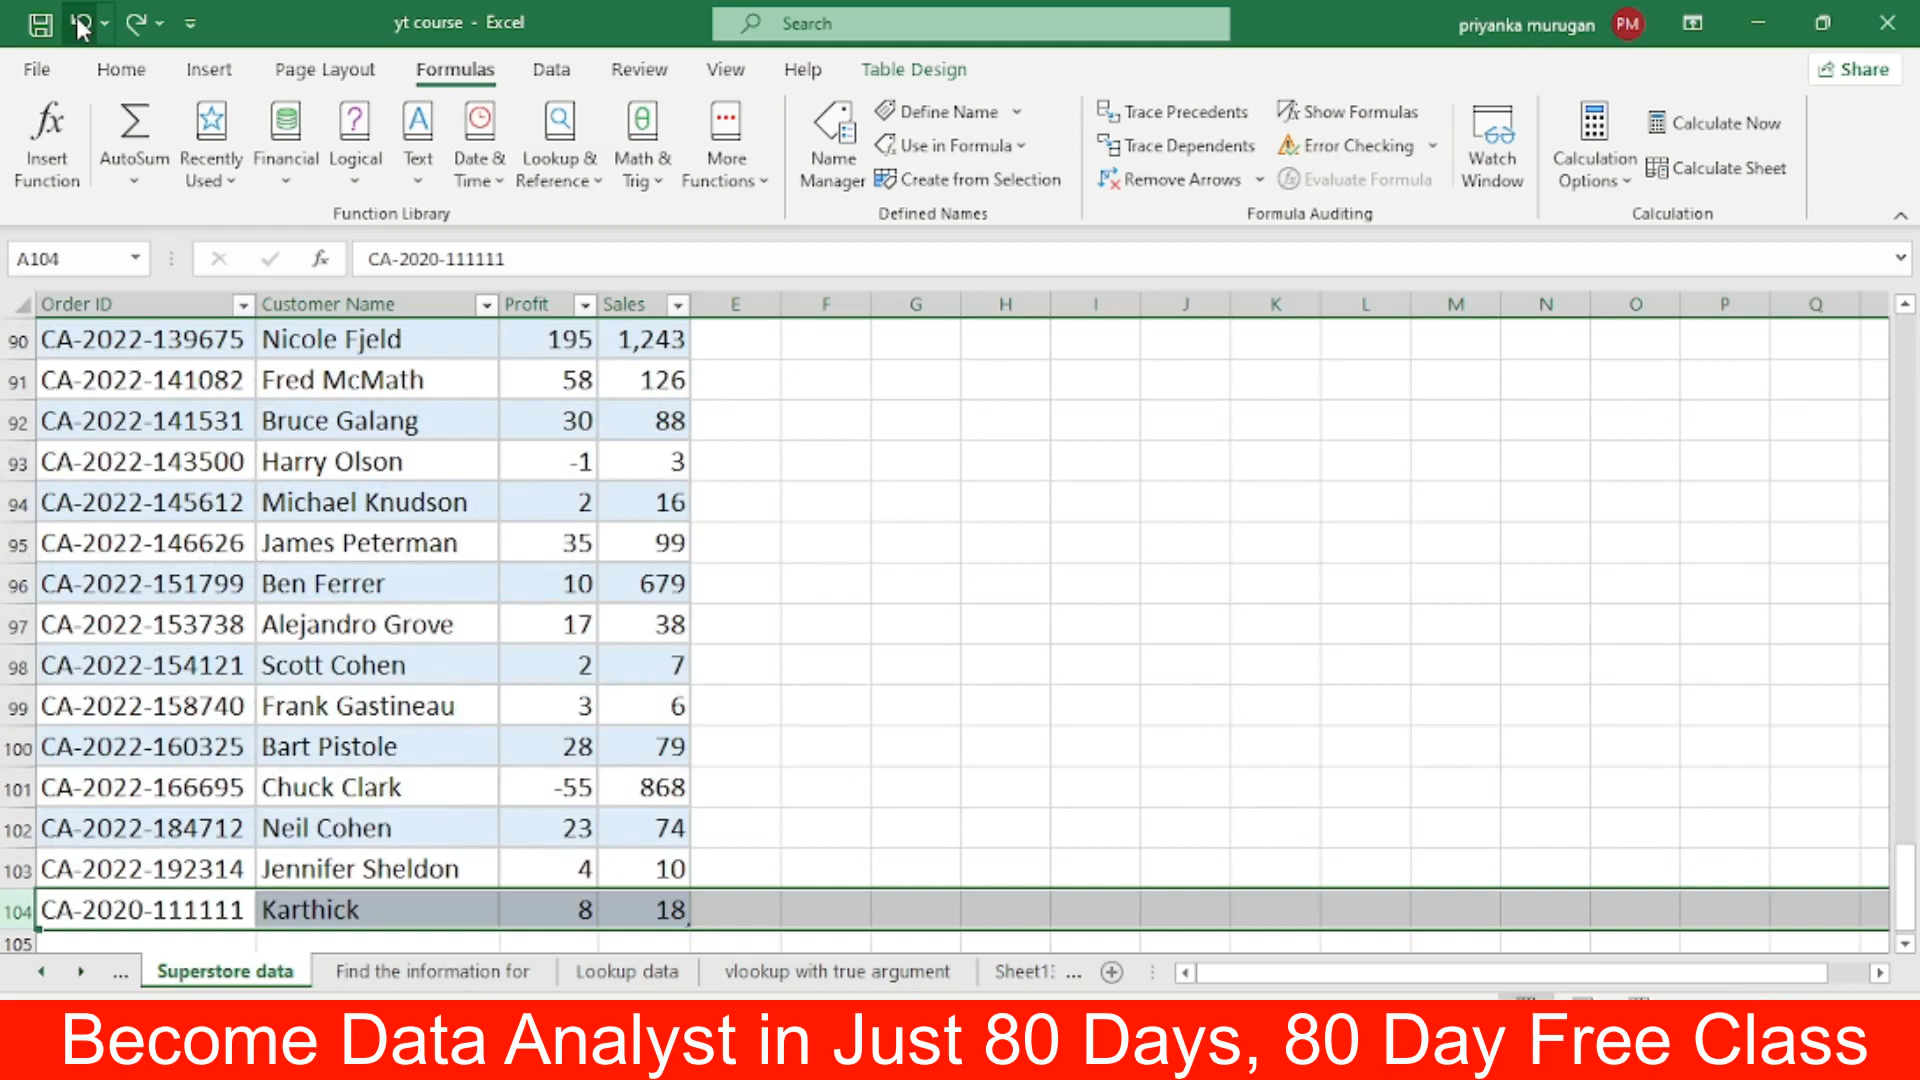 yt course - Excel
Search
priyanka murugan PM
File Home Insert Page Layout Formulas Data Review View Help Table Design Share
Insert Function
AutoSum
Recently Used
Financial
Logical
Text
Date & Time
Lookup & Reference
Math & Trig
More Functions
Function Library
Name Manager
Define Name
Use in Formula
Create from Selection
Defined Names
Trace Precedents
Trace Dependents
Remove Arrows
Show Formulas
Error Checking
Evaluate Formula
Formula Auditing
Watch Window
Calculation Options
Calculate Now
Calculate Sheet
Calculation
A104 fx CA-2020-111111
Order ID Customer Name Profit Sales E F G H I J K L M N O P Q
90 CA-2022-139675 Nicole Fjeld 195 1,243
91 CA-2022-141082 Fred McMath 58 126
92 CA-2022-141531 Bruce Galang 30 88
93 CA-2022-143500 Harry Olson -1 3
94 CA-2022-145612 Michael Knudson 2 16
95 CA-2022-146626 James Peterman 35 99
96 CA-2022-151799 Ben Ferrer 10 679
97 CA-2022-153738 Alejandro Grove 17 38
98 CA-2022-154121 Scott Cohen 2 7
99 CA-2022-158740 Frank Gastineau 3 6
100 CA-2022-160325 Bart Pistole 28 79
101 CA-2022-166695 Chuck Clark -55 868
102 CA-2022-184712 Neil Cohen 23 74
103 CA-2022-192314 Jennifer Sheldon 4 10
104 CA-2020-111111 Karthick 8 18
105
... Superstore data Find the information for Lookup data vlookup with true argument Sheet1 ...
Become Data Analyst in Just 80 Days, 80 Day Free Class